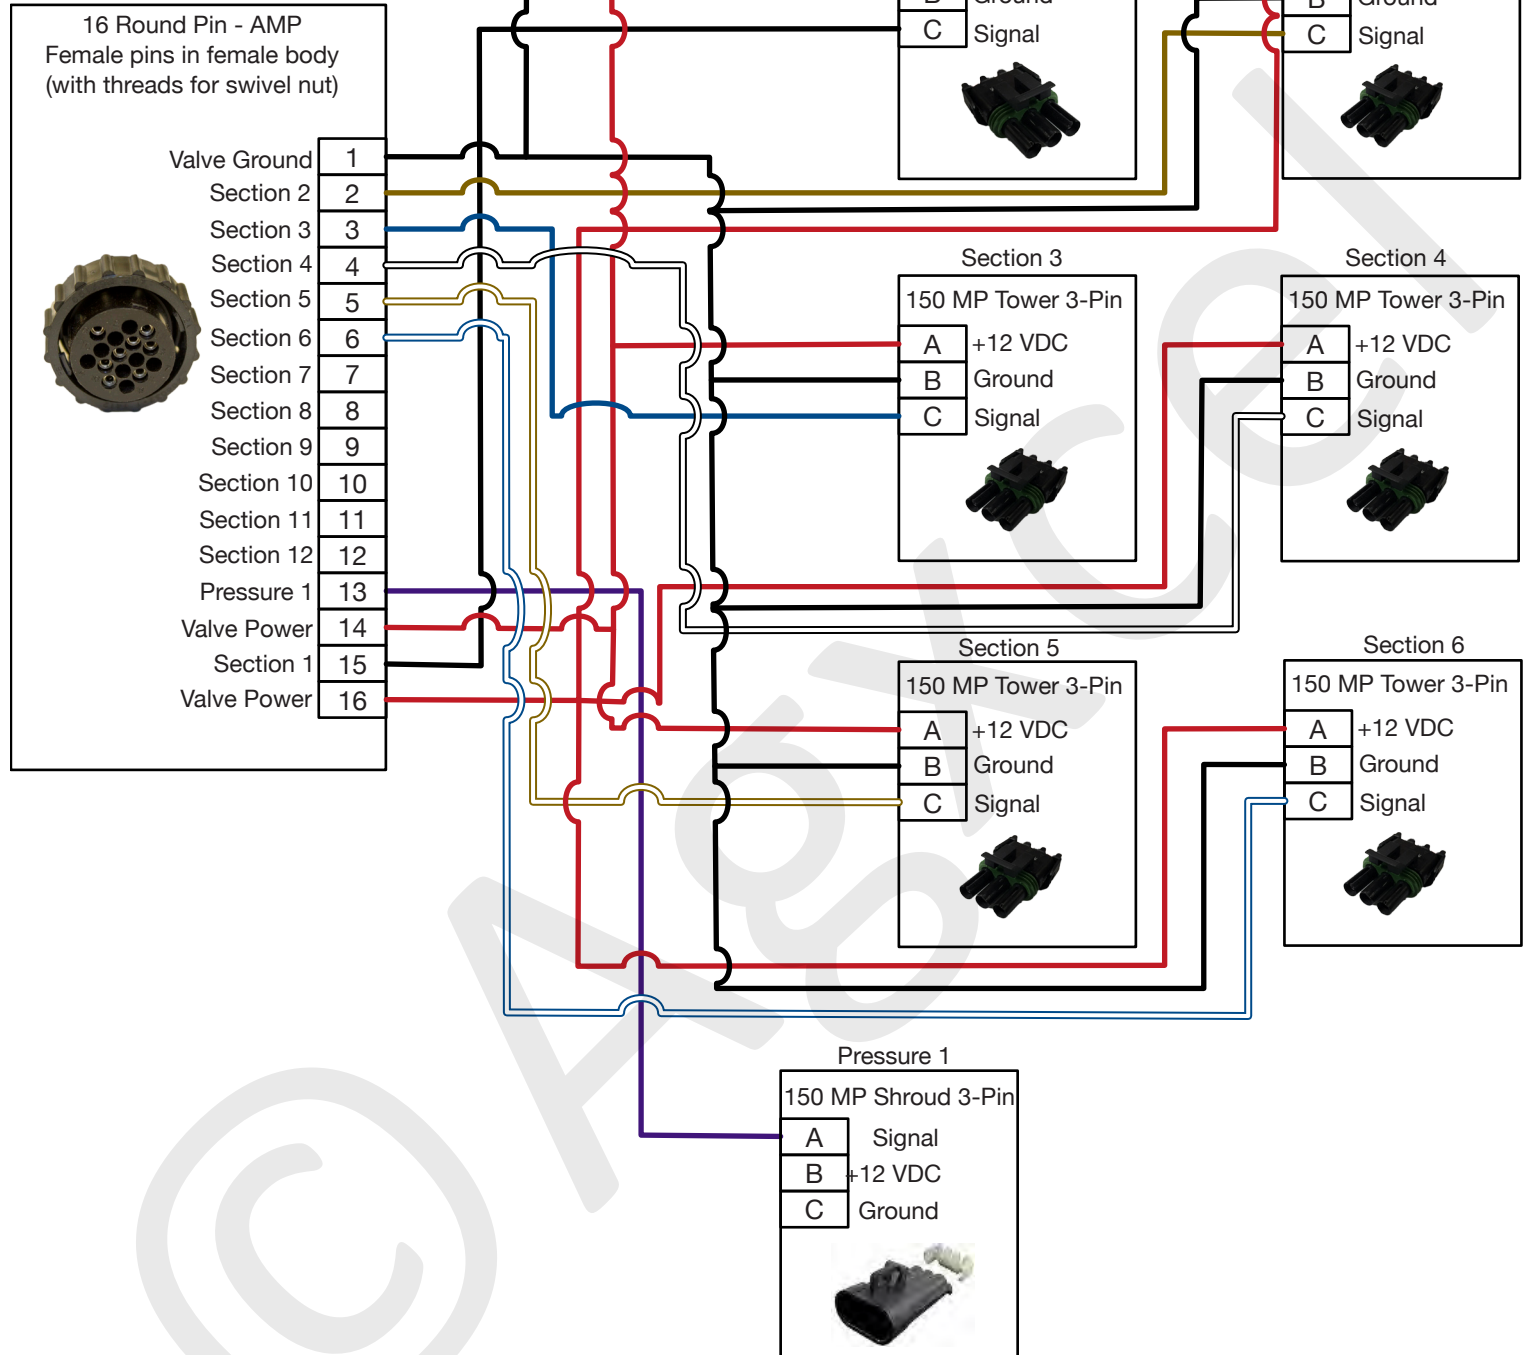 16 Round Pin - AMP
Female pins in female body
(with threads for swivel nut)
Valve Ground 1
Section 2 2
Section 3 3
Section 4 4
Section 5 5
Section 6 6
Section 7 7
Section 8 8
Section 9 9
Section 10 10
Section 11 11
Section 12 12
Pressure 1 13
Valve Power 14
Section 1 15
Valve Power 16
B Ground
C Signal
B Ground
C Signal
Section 3
150 MP Tower 3-Pin
A +12 VDC
B Ground
C Signal
Section 4
150 MP Tower 3-Pin
A +12 VDC
B Ground
C Signal
Section 5
150 MP Tower 3-Pin
A +12 VDC
B Ground
C Signal
Section 6
150 MP Tower 3-Pin
A +12 VDC
B Ground
C Signal
Pressure 1
150 MP Shroud 3-Pin
A Signal
B +12 VDC
C Ground
© Agxcel